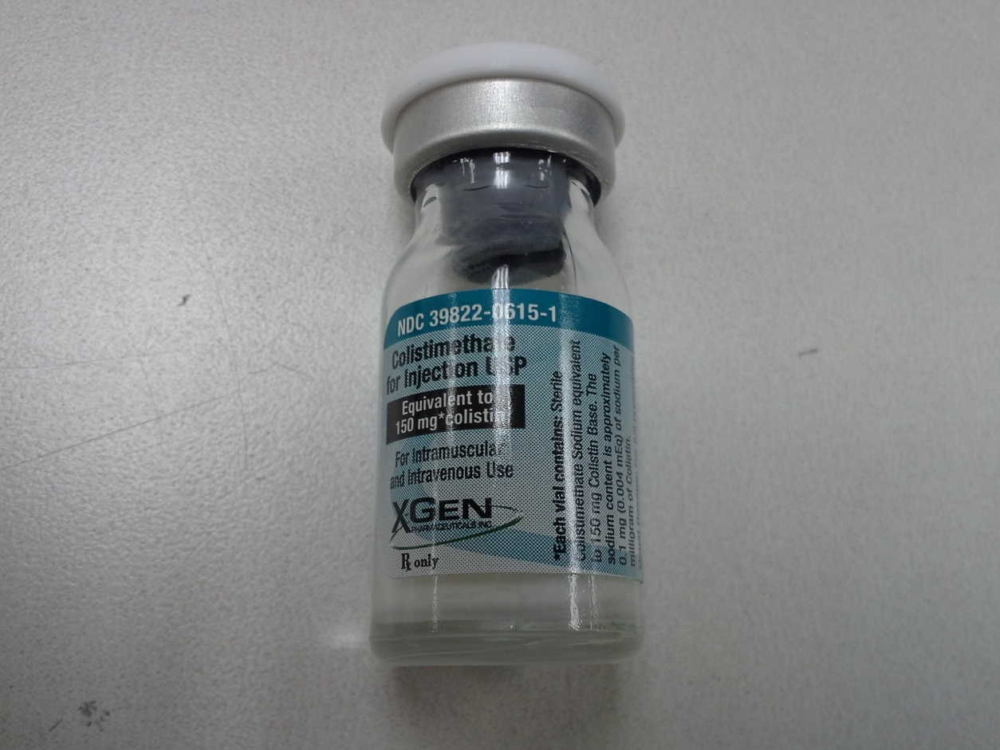 NDC 39822-0615-1
Colistimethate
for Injection USP
Equivalent to
150 mg*colistin
For Intramuscular
and Intravenous Use
XGEN
PHARMACEUTICALS INC.
Rx only
*Each vial contains: Sterile
Colistimethate Sodium equivalent
to 150 mg Colistin Base. The
sodium content is approximately
0.1 mg (0.004 mEq) of sodium per
milligram of Colistin.